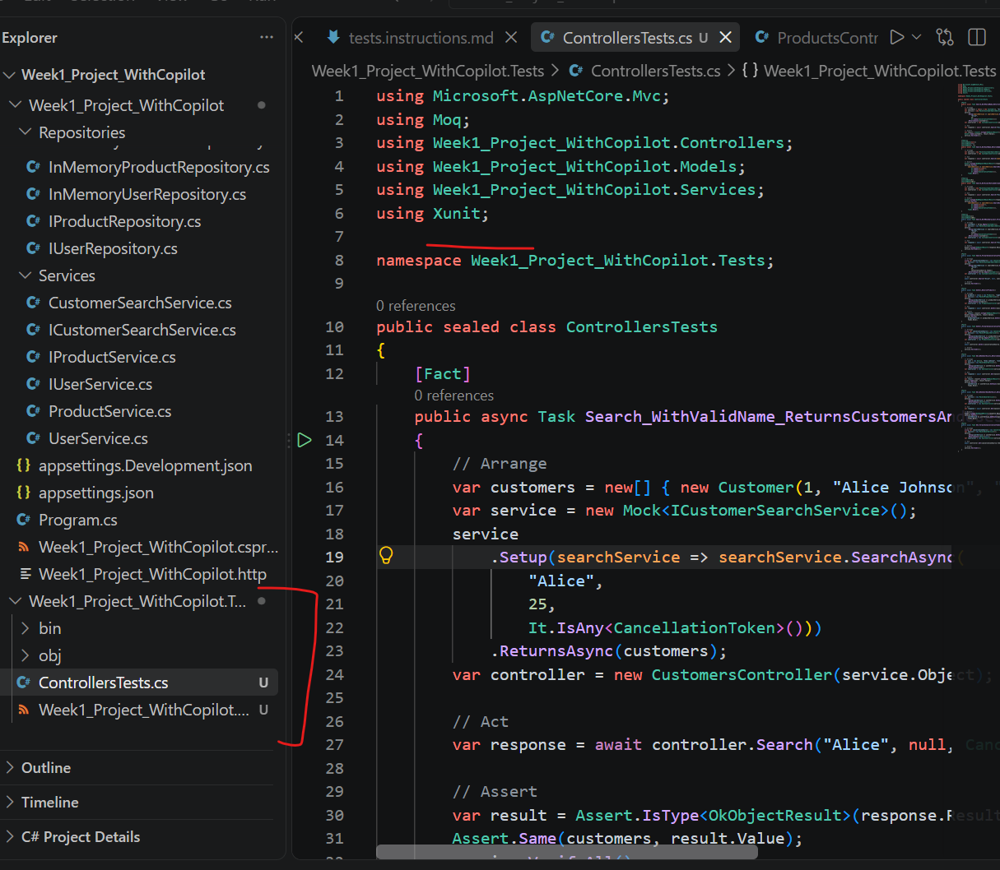 Explorer
Week1_Project_WithCopilot
Week1_Project_WithCopilot
Repositories
InMemoryProductRepository.cs
InMemoryUserRepository.cs
IProductRepository.cs
IUserRepository.cs
Services
CustomerSearchService.cs
ICustomerSearchService.cs
IProductService.cs
IUserService.cs
ProductService.cs
UserService.cs
{} appsettings.Development.json
{} appsettings.json
Program.cs
Week1_Project_WithCopilot.cspr...
Week1_Project_WithCopilot.http
Week1_Project_WithCopilot.T...
bin
obj
ControllersTests.cs U
Week1_Project_WithCopilot.... U
Outline
Timeline
C# Project Details
tests.instructions.md
ControllersTests.cs U
ProductsContr
Week1_Project_WithCopilot.Tests > ControllersTests.cs > {} Week1_Project_WithCopilot.Tests
1 using Microsoft.AspNetCore.Mvc;
2 using Moq;
3 using Week1_Project_WithCopilot.Controllers;
4 using Week1_Project_WithCopilot.Models;
5 using Week1_Project_WithCopilot.Services;
6 using Xunit;
7
8 namespace Week1_Project_WithCopilot.Tests;
9
0 references
10 public sealed class ControllersTests
11 {
12 [Fact]
0 references
13 public async Task Search_WithValidName_ReturnsCustomersAn
14 {
15 // Arrange
16 var customers = new[] { new Customer(1, "Alice Johnson", "
17 var service = new Mock<ICustomerSearchService>();
18 service
19 .Setup(searchService => searchService.SearchAsync(
20 "Alice",
21 25,
22 It.IsAny<CancellationToken>()))
23 .ReturnsAsync(customers);
24 var controller = new CustomersController(service.Object);
25
26 // Act
27 var response = await controller.Search("Alice", null, Canc
28
29 // Assert
30 var result = Assert.IsType<OkObjectResult>(response.Result
31 Assert.Same(customers, result.Value);